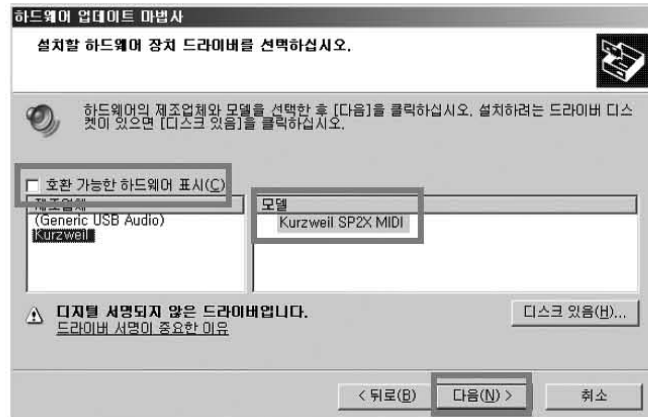 하드웨어 업데이트 마법사
설치할 하드웨어 장치 드라이버를 선택하십시오.
하드웨어의 제조업체와 모델을 선택한 후 [다음]을 클릭하십시오. 설치하려는 드라이버 디스
켓이 있으면 [디스크 있음]을 클릭하십시오.
호환 가능한 하드웨어 표시(C)
제조업체
(Generic USB Audio)
Kurzweil
모델
Kurzweil SP2X MIDI
디지털 서명되지 않은 드라이버입니다.
드라이버 서명이 중요한 이유
디스크 있음(H)...
< 뒤로(B)
다음(N) >
취소